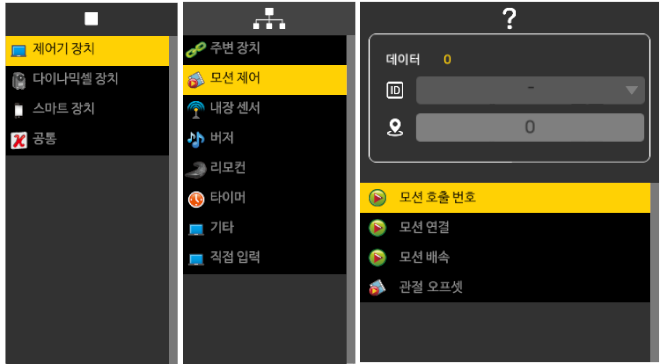 제어기 장치
다이나믹셀 장치
스마트 장치
공통
주변 장치
모션 제어
내장 센서
버저
리모컨
타이머
기타
직접 입력
?
데이터 0
ID -
0
모션 호출 번호
모션 연결
모션 배속
관절 오프셋